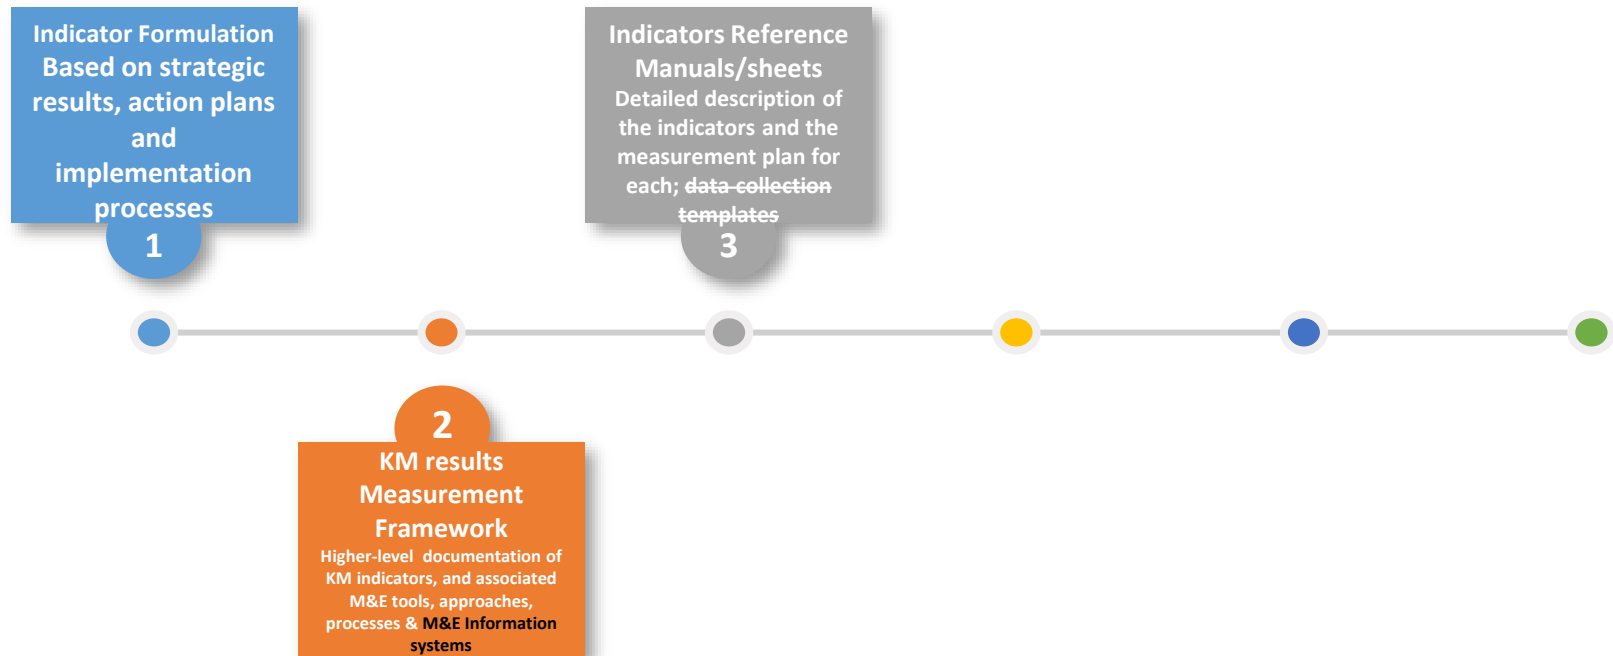 Indicator Formulation
Based on strategic
results, action plans
and
implementation
processes
1
2
KM results
Measurement
Framework
Higher-level documentation of
KM indicators, and associated
M&E tools, approaches,
processes & M&E Information
systems
Indicators Reference
Manuals/sheets
Detailed description of
the indicators and the
measurement plan for
each; data collection
templates
3